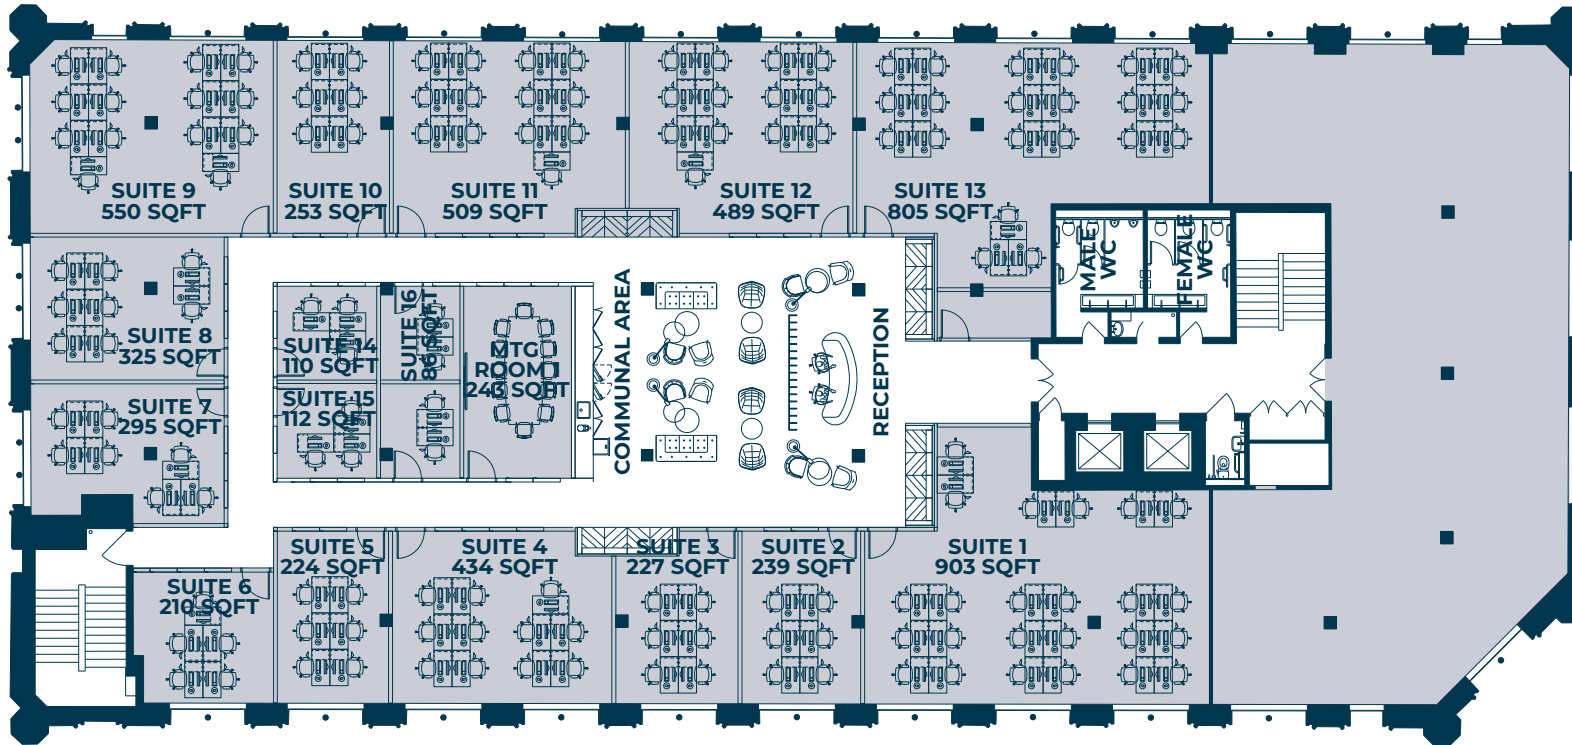 SUITE 9
550 SQFT
SUITE 10
253 SQFT
SUITE 11
509 SQFT
SUITE 12
489 SQFT
SUITE 13
805 SQFT
MALE
WC
FEMALE
WC
SUITE 8
325 SQFT
SUITE 14
110 SQFT
SUITE 16
86 SQFT
MTG
ROOM 1
243 SQFT
COMMUNAL AREA
RECEPTION
SUITE 7
295 SQFT
SUITE 15
112 SQFT
SUITE 6
210 SQFT
SUITE 5
224 SQFT
SUITE 4
434 SQFT
SUITE 3
227 SQFT
SUITE 2
239 SQFT
SUITE 1
903 SQFT